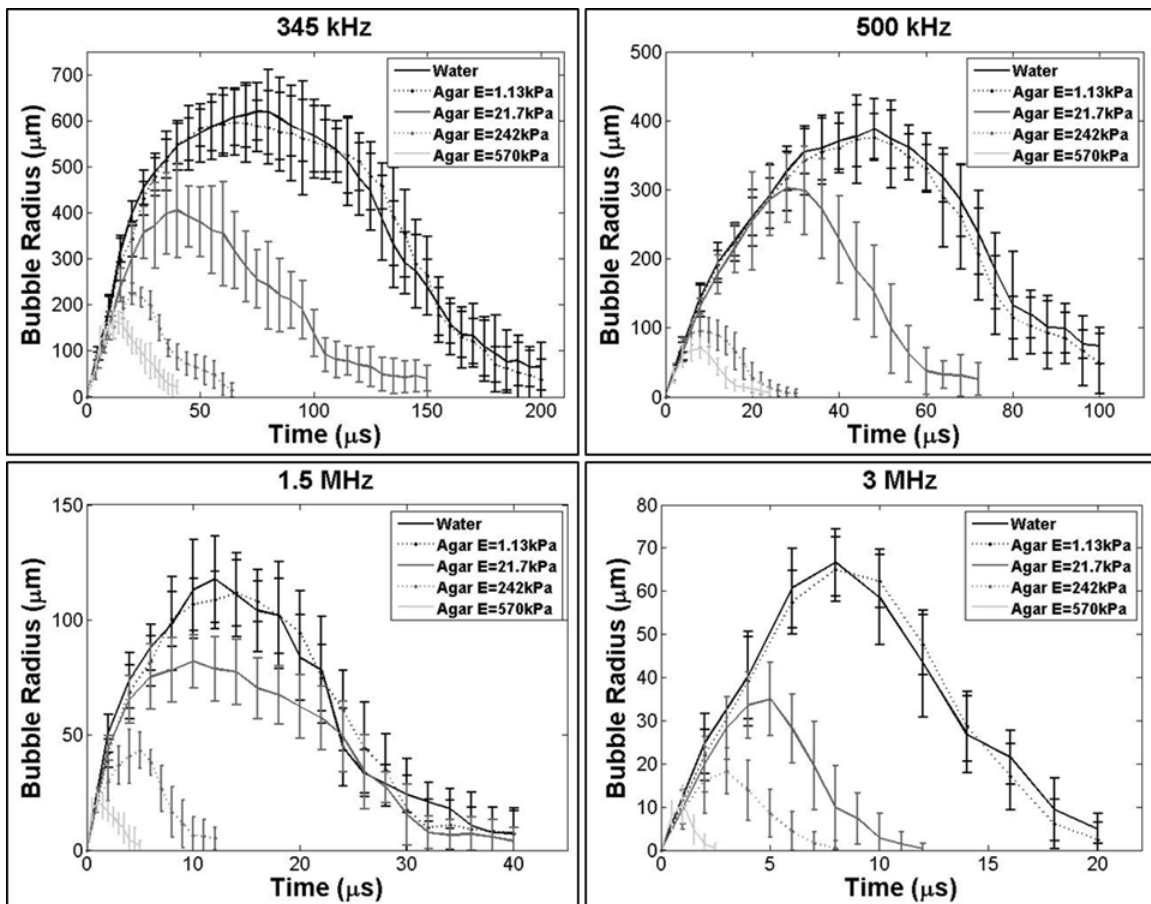 345 kHz
Bubble Radius (μm)
700
600
500
400
300
200
100
0
Water
Agar E=1.13kPa
Agar E=21.7kPa
Agar E=242kPa
Agar E=570kPa
0 50 100 150 200
Time (μs)
500 kHz
Bubble Radius (μm)
500
400
300
200
100
0
Water
Agar E=1.13kPa
Agar E=21.7kPa
Agar E=242kPa
Agar E=570kPa
0 20 40 60 80 100
Time (μs)
1.5 MHz
Bubble Radius (μm)
150
100
50
0
Water
Agar E=1.13kPa
Agar E=21.7kPa
Agar E=242kPa
Agar E=570kPa
0 10 20 30 40
Time (μs)
3 MHz
Bubble Radius (μm)
80
70
60
50
40
30
20
10
0
Water
Agar E=1.13kPa
Agar E=21.7kPa
Agar E=242kPa
Agar E=570kPa
0 5 10 15 20
Time (μs)